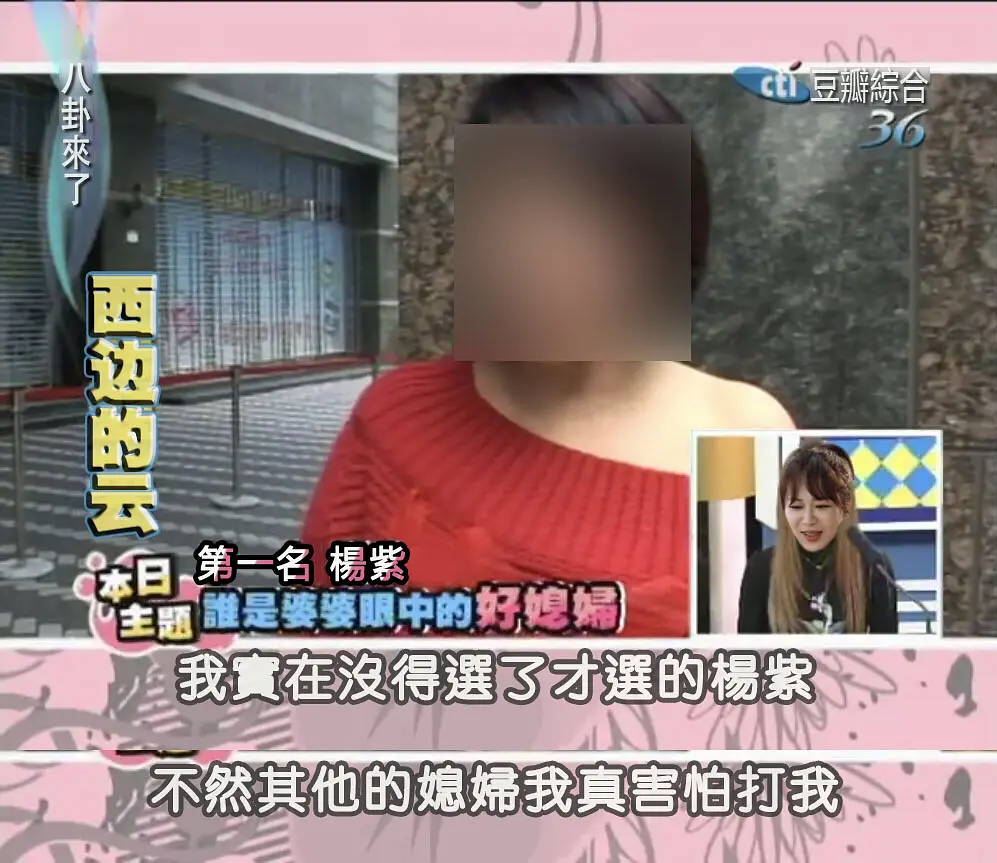 八卦來了
cti 豆瓣綜合
36
西边的云
第一名 楊紫
本日
主題
誰是婆婆眼中的好媳婦
我實在沒得選了才選的楊紫
不然其他的媳婦我真害怕打我